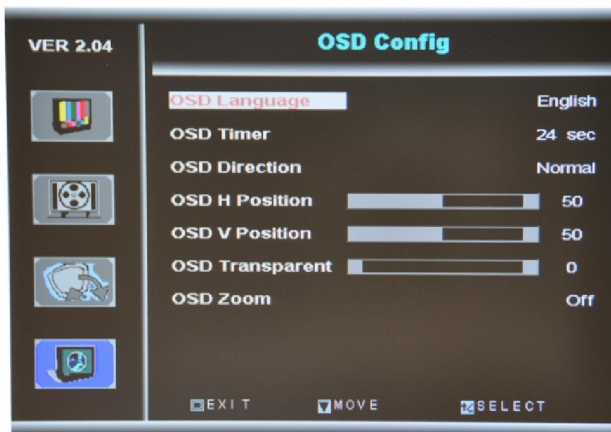 VER 2.04
OSD Config
OSD Language English
OSD Timer 24 sec
OSD Direction Normal
OSD H Position 50
OSD V Position 50
OSD Transparent 0
OSD Zoom Off
EXIT MOVE SELECT